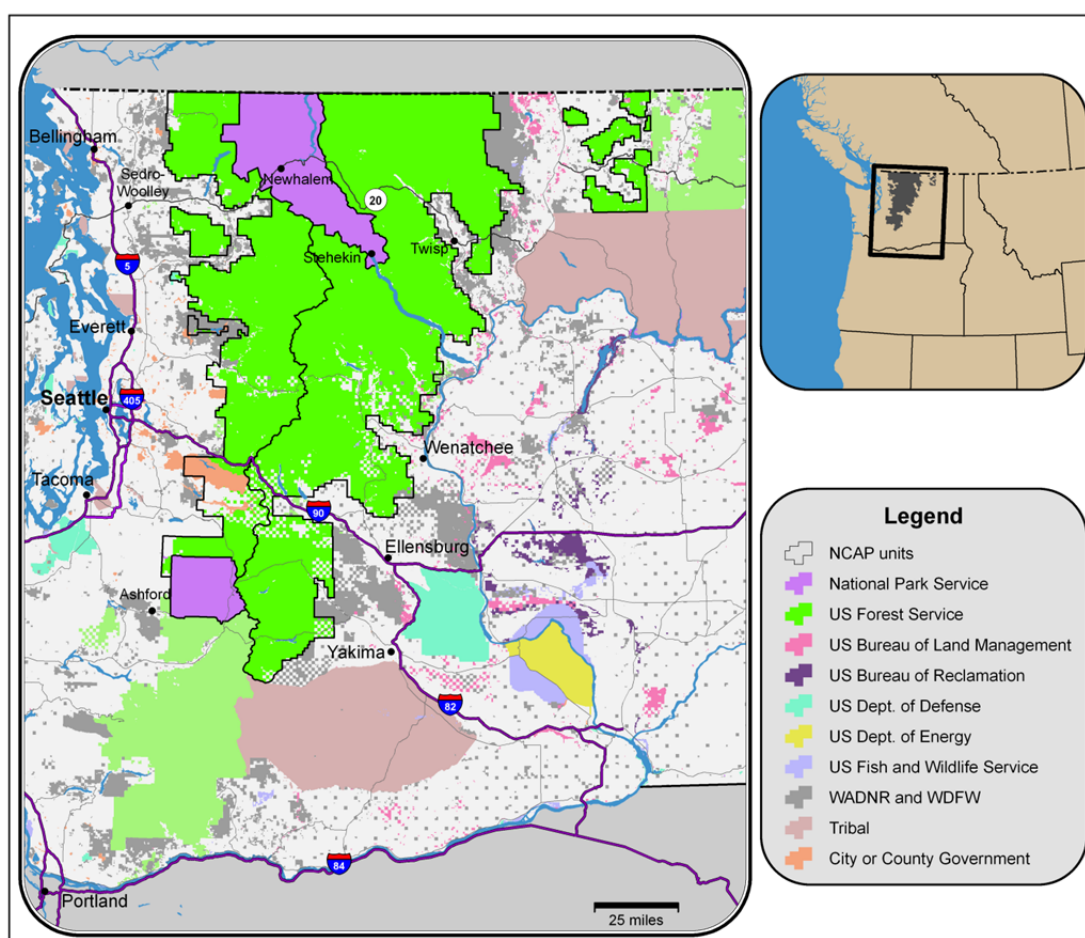 Bellingham
Newhalem
Sedro-
Woolley
20
Twisp
Stehekin
5
Everett
405
Seattle
Wenatchee
Tacoma
90
Ellensburg
Ashford
Yakima
82
84
Portland
25 miles
Legend
NCAP units
National Park Service
US Forest Service
US Bureau of Land Management
US Bureau of Reclamation
US Dept. of Defense
US Dept. of Energy
US Fish and Wildlife Service
WADNR and WDFW
Tribal
City or County Government